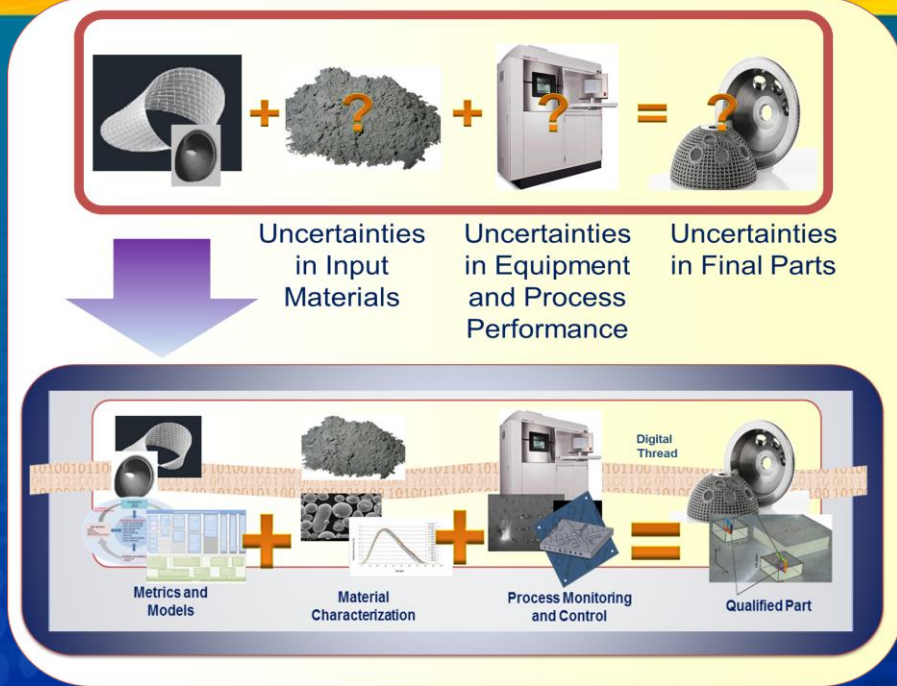 + ? + ? = ?
Uncertainties
in Input
Materials
Uncertainties
in Equipment
and Process
Performance
Uncertainties
in Final Parts
Digital
Thread
+ + =
Metrics and
Models
Material
Characterization
Process Monitoring
and Control
Qualified Part